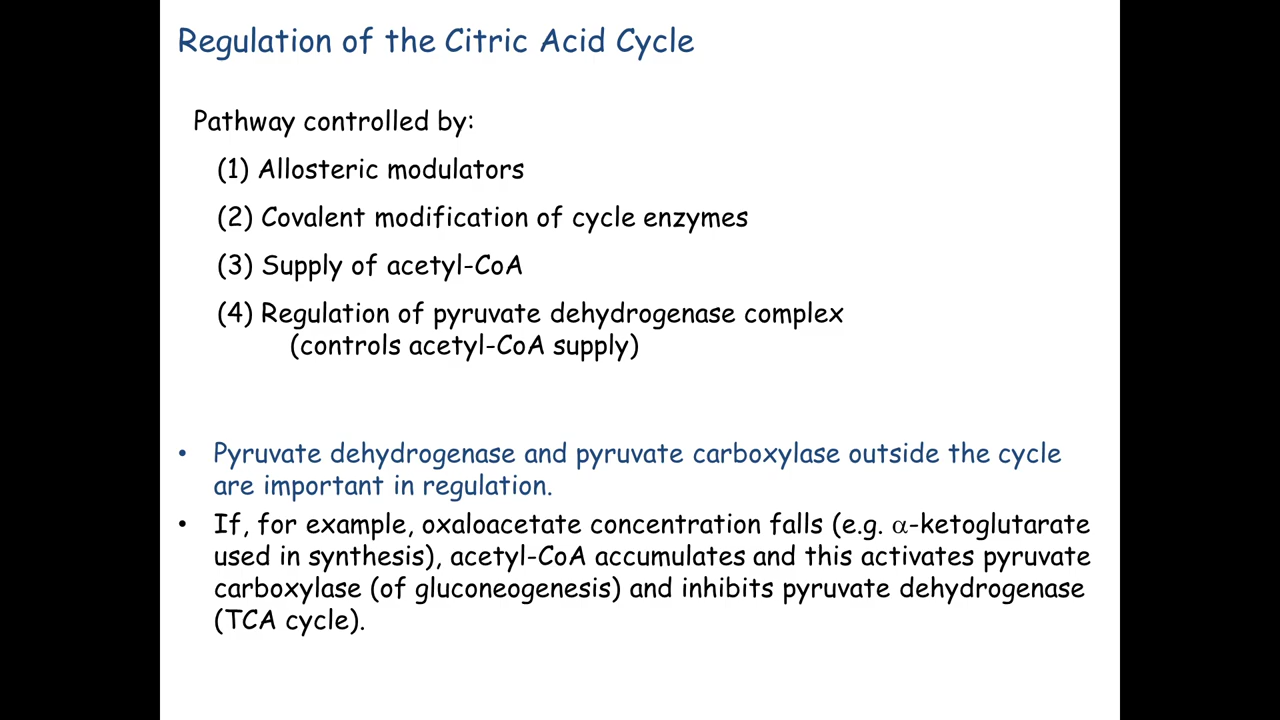 Regulation of the Citric Acid Cycle
Pathway controlled by:
(1) Allosteric modulators
(2) Covalent modification of cycle enzymes
(3) Supply of acetyl-CoA
(4) Regulation of pyruvate dehydrogenase complex
(controls acetyl-CoA supply)
• Pyruvate dehydrogenase and pyruvate carboxylase outside the cycle
are important in regulation.
• If, for example, oxaloacetate concentration falls (e.g. α-ketoglutarate
used in synthesis), acetyl-CoA accumulates and this activates pyruvate
carboxylase (of gluconeogenesis) and inhibits pyruvate dehydrogenase
(TCA cycle).